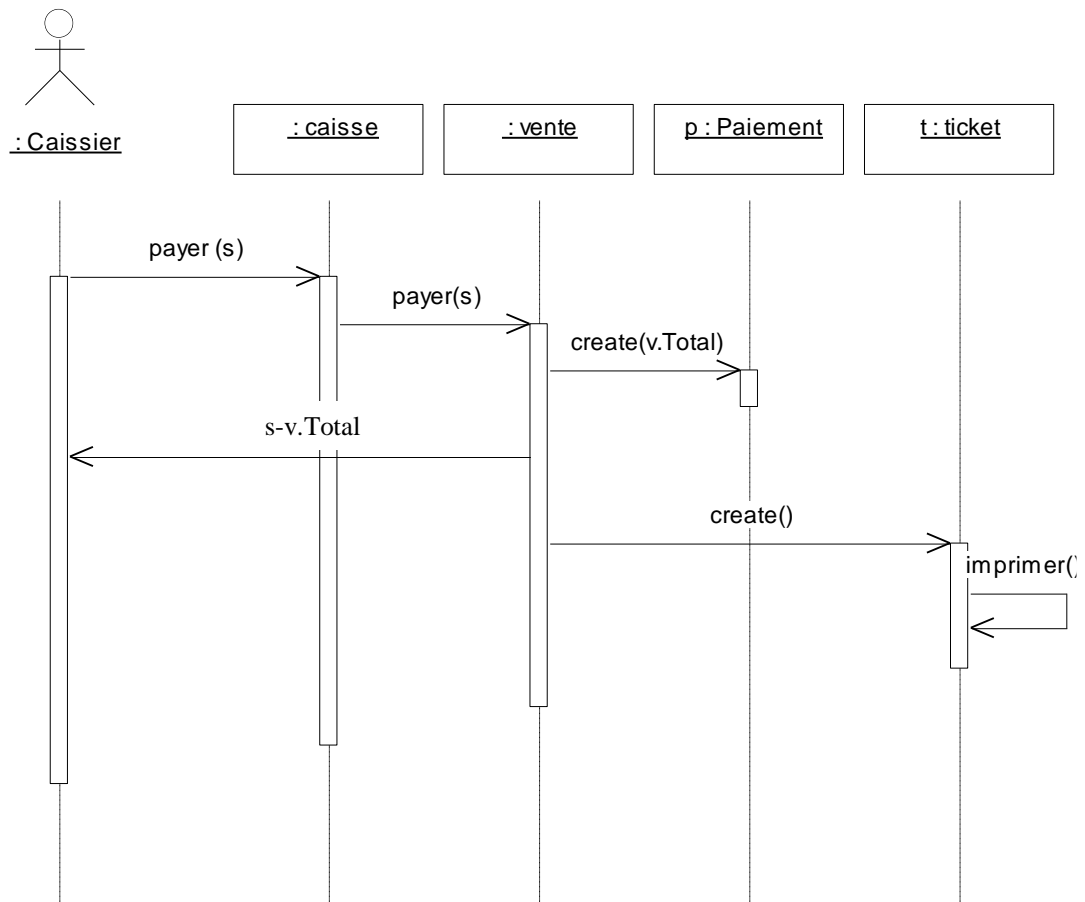 : Caissier
: caisse
: vente
p : Paiement
t : ticket
payer (s)
payer(s)
create(v.Total)
s-v.Total
create()
imprimer()